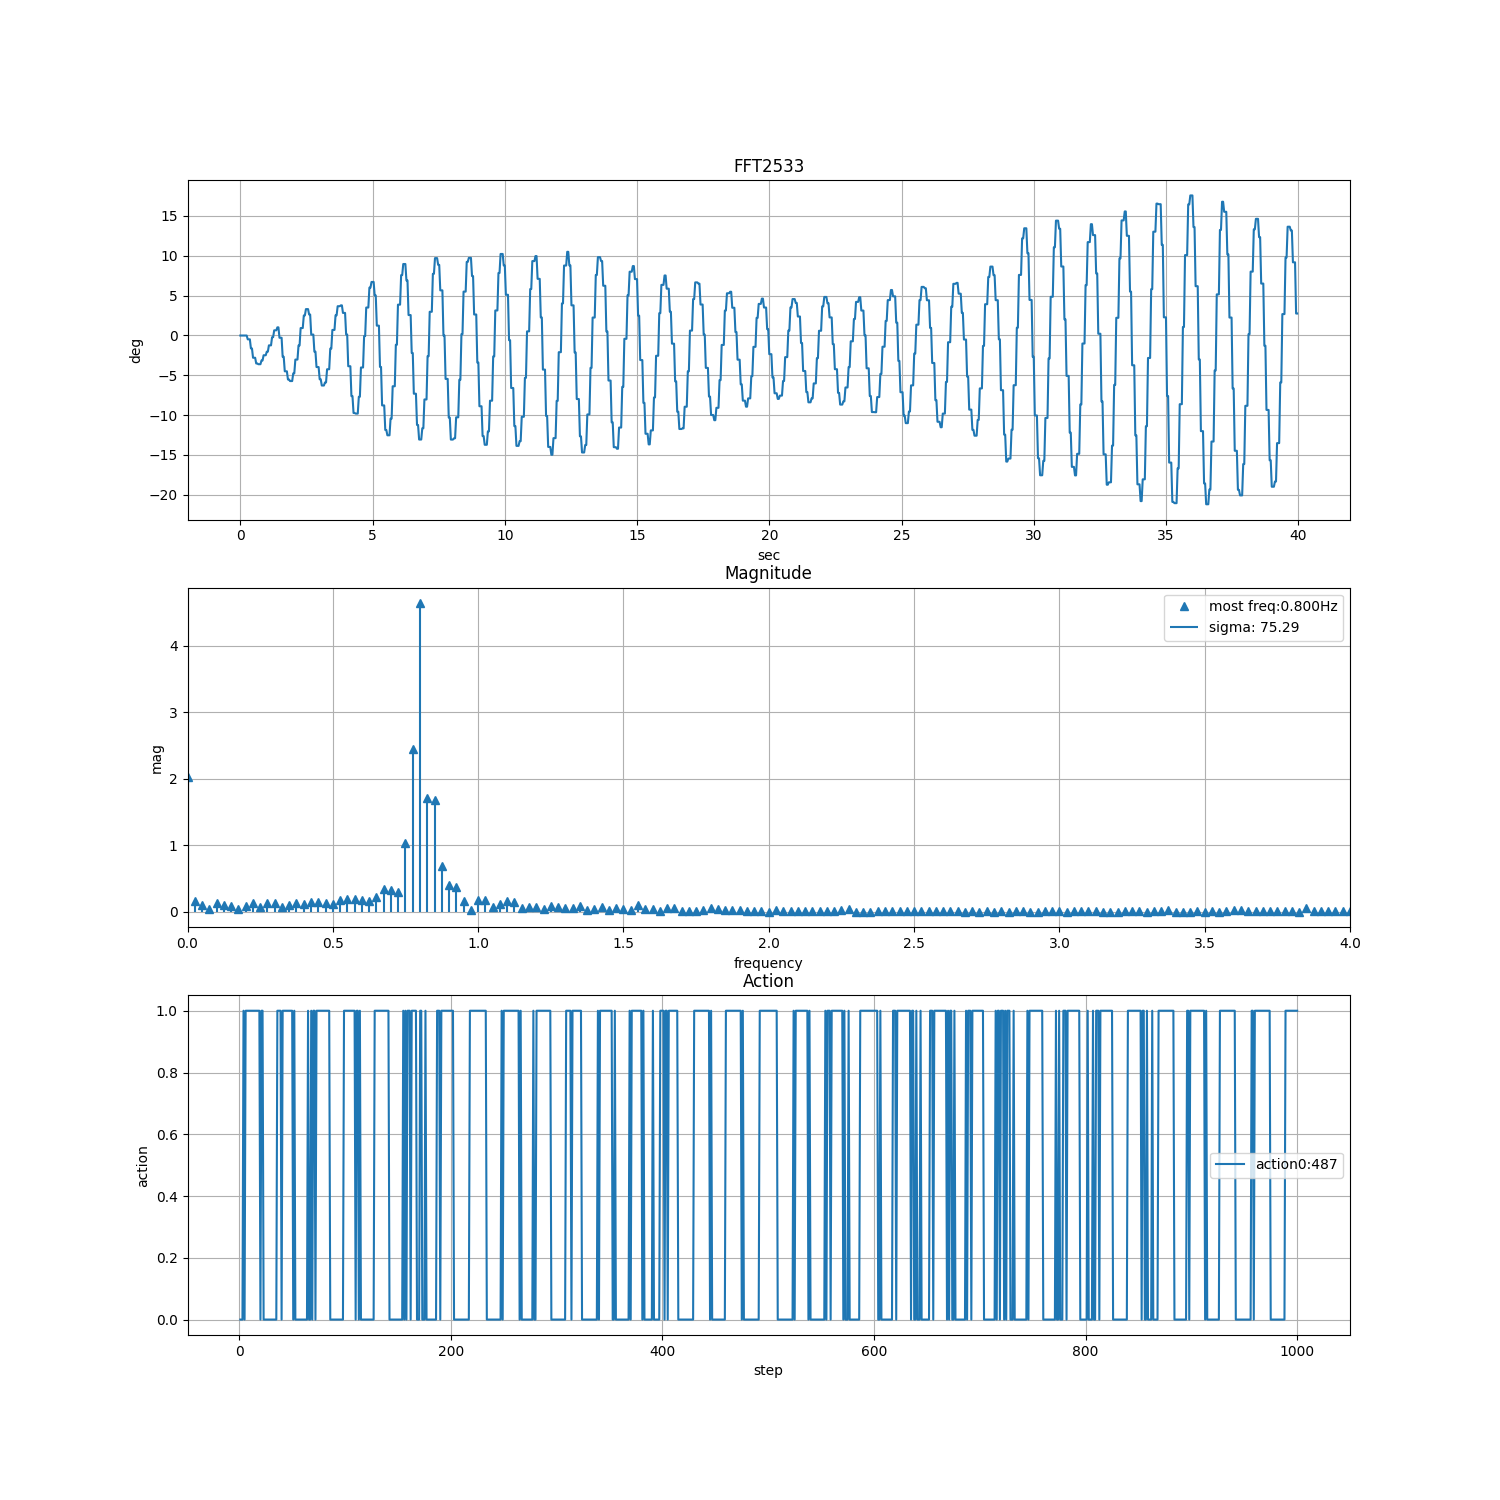 FFT2533
15
10
5
0
−5
−10
−15
−20
deg
0 5 10 15 20 25 30 35 40
sec
Magnitude
most freq:0.800Hz
sigma: 75.29
4
3
2
1
0
mag
0.0 0.5 1.0 1.5 2.0 2.5 3.0 3.5 4.0
frequency
Action
1.0
0.8
0.6
0.4
0.2
0.0
action
action0:487
0 200 400 600 800 1000
step